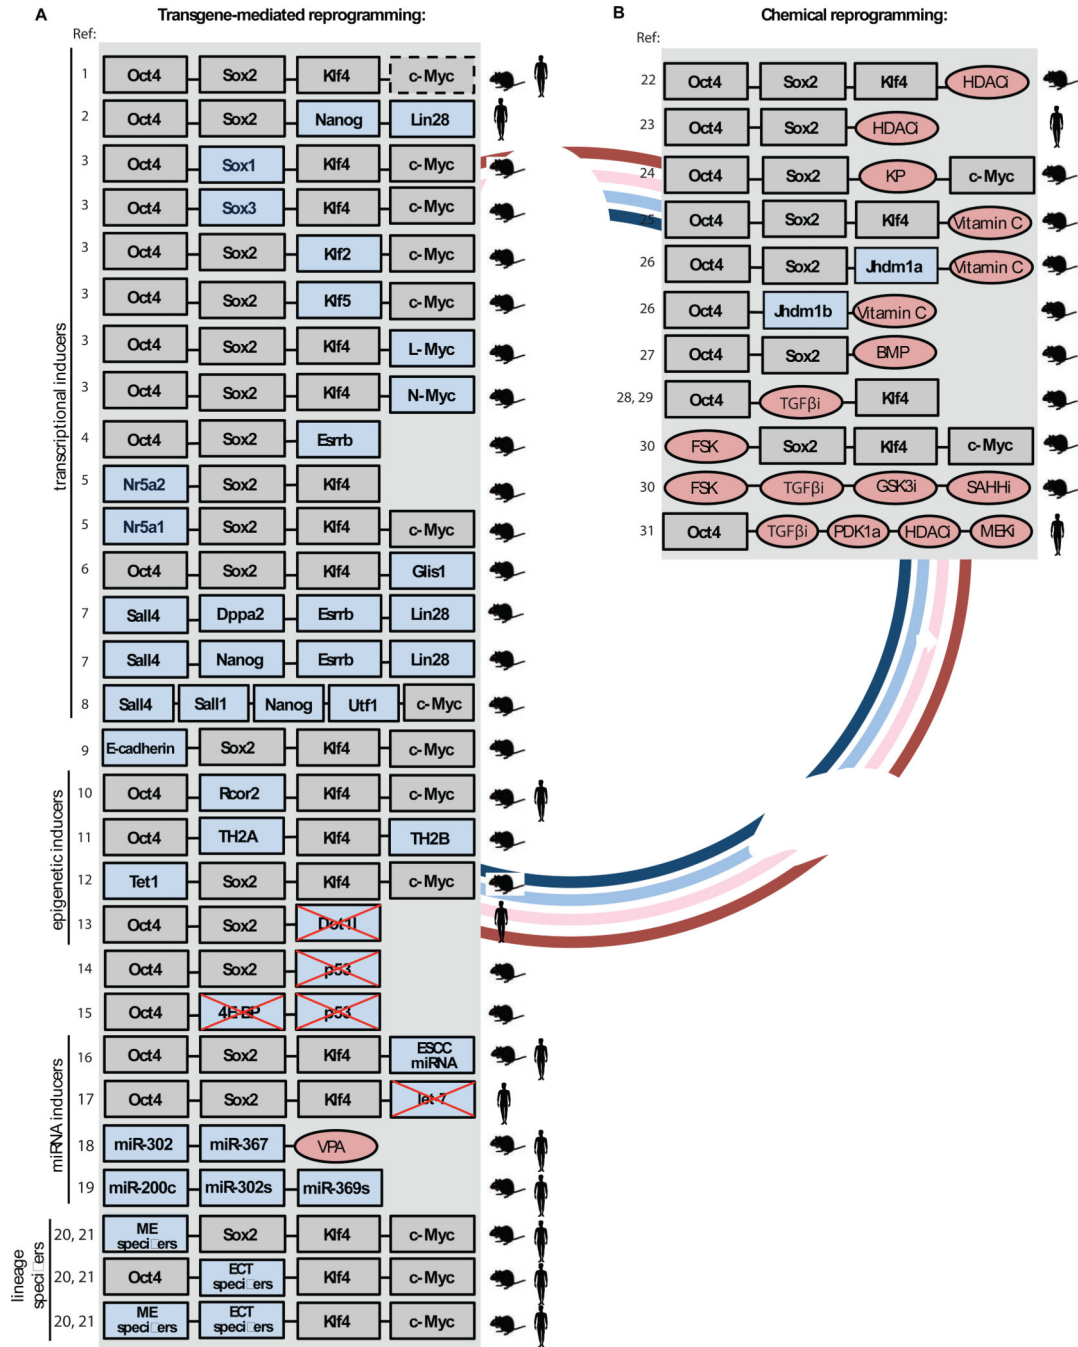 A Transgene-mediated reprogramming:
Ref:
1 Oct4 Sox2 Klf4 c-Myc
2 Oct4 Sox2 Nanog Lin28
3 Oct4 Sox1 Klf4 c-Myc
3 Oct4 Sox3 Klf4 c-Myc
3 Oct4 Sox2 Klf2 c-Myc
3 Oct4 Sox2 Klf5 c-Myc
3 Oct4 Sox2 Klf4 L-Myc
3 Oct4 Sox2 Klf4 N-Myc
4 Oct4 Sox2 Esrrb
5 Nr5a2 Sox2 Klf4
5 Nr5a1 Sox2 Klf4 c-Myc
6 Oct4 Sox2 Klf4 Glis1
7 Sall4 Dppa2 Esrrb Lin28
7 Sall4 Nanog Esrrb Lin28
8 Sall4 Sall1 Nanog Utf1 c-Myc
transcriptional inducers
9 E-cadherin Sox2 Klf4 c-Myc
10 Oct4 Rcor2 Klf4 c-Myc
11 Oct4 TH2A Klf4 TH2B
12 Tet1 Sox2 Klf4 c-Myc
13 Oct4 Sox2 Dot1l
epigenetic inducers
14 Oct4 Sox2 p53
15 Oct4 4E-BP p53
16 Oct4 Sox2 Klf4 ESCC miRNA
17 Oct4 Sox2 Klf4 let-7
18 miR-302 miR-367 VPA
19 miR-200c miR-302s miR-369s
miRNA inducers
20, 21 ME speci□ers Sox2 Klf4 c-Myc
20, 21 Oct4 ECT speci□ers Klf4 c-Myc
20, 21 ME speci□ers ECT speci□ers Klf4 c-Myc
lineage
speci□ers
B Chemical reprogramming:
Ref:
22 Oct4 Sox2 Klf4 HDACi
23 Oct4 Sox2 HDACi
24 Oct4 Sox2 KP c-Myc
25 Oct4 Sox2 Klf4 Vitamin C
26 Oct4 Sox2 Jhdm1a Vitamin C
26 Oct4 Jhdm1b Vitamin C
27 Oct4 Sox2 BMP
28, 29 Oct4 TGFβi Klf4
30 FSK Sox2 Klf4 c-Myc
30 FSK TGFβi GSK3i SAHHi
31 Oct4 TGFβi PDK1a HDACi MEKi